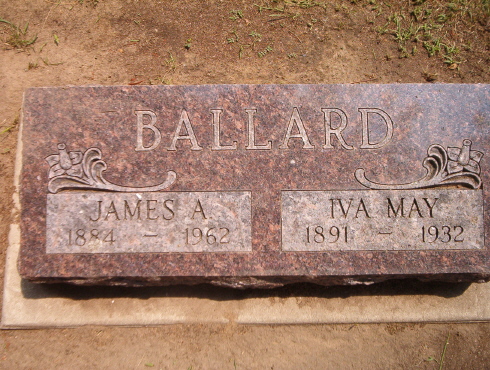 BALLARD
JAMES A IVA MAY
1884 - 1962 1891 - 1932